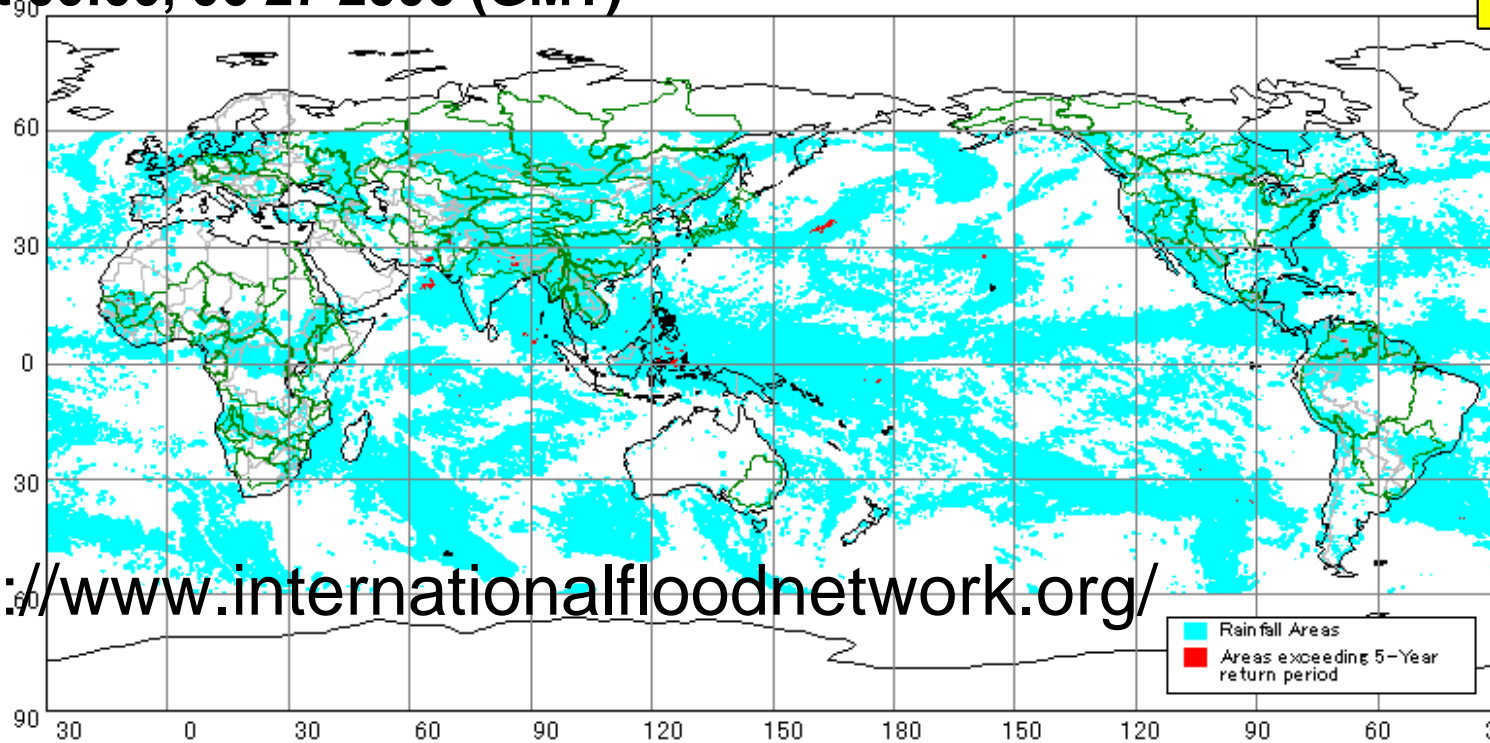 90
60
30
0
30
60
90
30 0 30 60 90 120 150 180 150 120 90 60
://www.internationalfloodnetwork.org/
Rainfall Areas
Areas exceeding 5-Year
return period